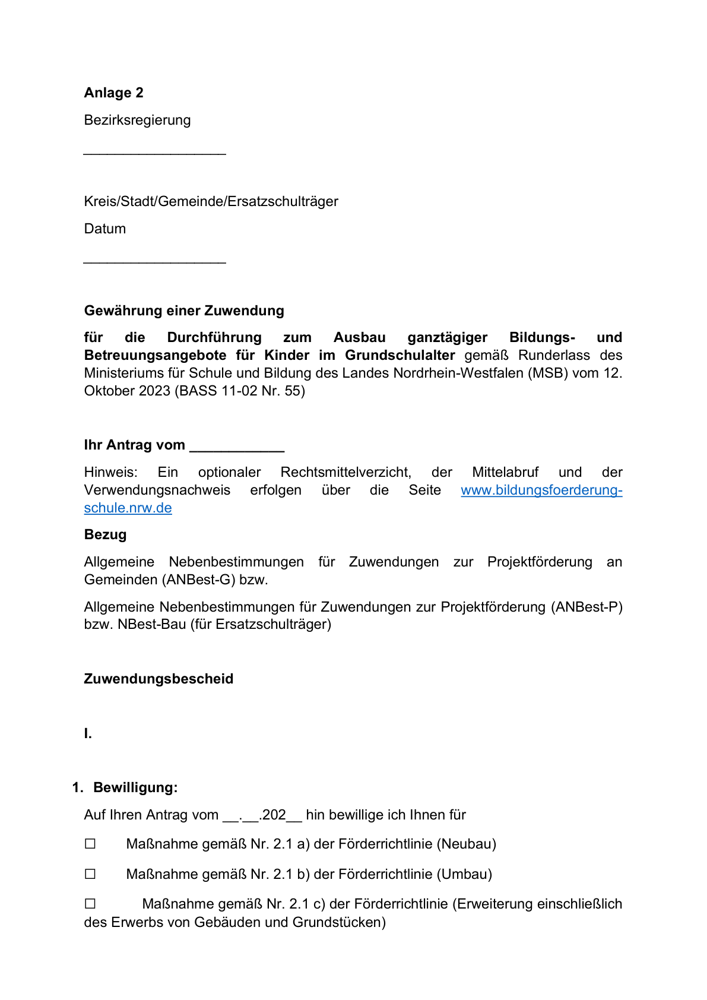 Anlage 2
Bezirksregierung
__________________
Kreis/Stadt/Gemeinde/Ersatzschulträger
Datum
__________________
Gewährung einer Zuwendung
für die Durchführung zum Ausbau ganztägiger Bildungs- und
Betreuungsangebote für Kinder im Grundschulalter gemäß Runderlass des
Ministeriums für Schule und Bildung des Landes Nordrhein-Westfalen (MSB) vom 12.
Oktober 2023 (BASS 11-02 Nr. 55)
Ihr Antrag vom ____________
Hinweis: Ein optionaler Rechtsmittelverzicht, der Mittelabruf und der
Verwendungsnachweis erfolgen über die Seite www.bildungsfoerderung-
schule.nrw.de
Bezug
Allgemeine Nebenbestimmungen für Zuwendungen zur Projektförderung an
Gemeinden (ANBest-G) bzw.
Allgemeine Nebenbestimmungen für Zuwendungen zur Projektförderung (ANBest-P)
bzw. NBest-Bau (für Ersatzschulträger)
Zuwendungsbescheid
I.
1. Bewilligung:
Auf Ihren Antrag vom __.__.202__ hin bewillige ich Ihnen für
☐ Maßnahme gemäß Nr. 2.1 a) der Förderrichtlinie (Neubau)
☐ Maßnahme gemäß Nr. 2.1 b) der Förderrichtlinie (Umbau)
☐ Maßnahme gemäß Nr. 2.1 c) der Förderrichtlinie (Erweiterung einschließlich
des Erwerbs von Gebäuden und Grundstücken)